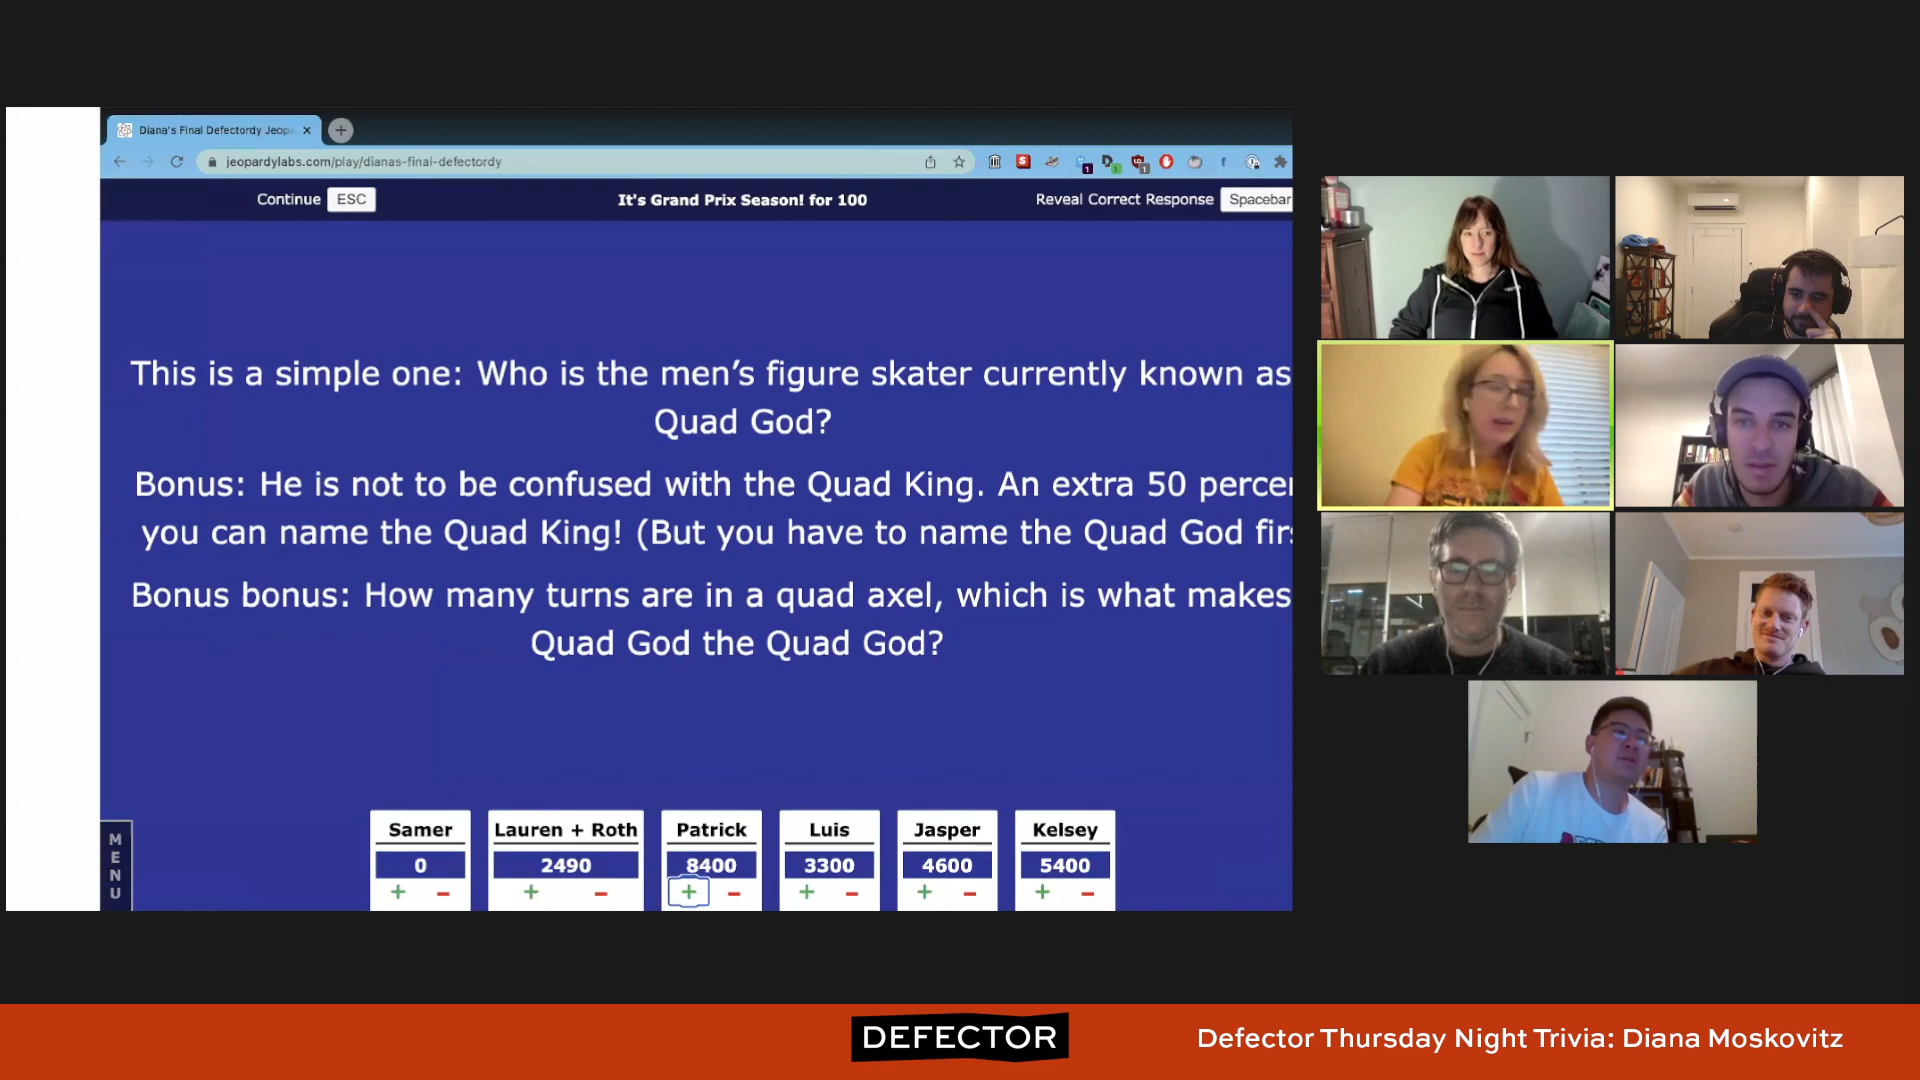 Diana's Final Defectordy Jeop
jeopardylabs.com/play/dianas-final-defectordy
Continue ESC
It's Grand Prix Season! for 100
Reveal Correct Response Spacebar
This is a simple one: Who is the men's figure skater currently known as
Quad God?
Bonus: He is not to be confused with the Quad King. An extra 50 percen
you can name the Quad King! (But you have to name the Quad God firs
Bonus bonus: How many turns are in a quad axel, which is what makes
Quad God the Quad God?
MENU
Samer
0
+ −
Lauren + Roth
2490
+ −
Patrick
8400
+ −
Luis
3300
+ −
Jasper
4600
+ −
Kelsey
5400
+ −
DEFECTOR
Defector Thursday Night Trivia: Diana Moskovitz